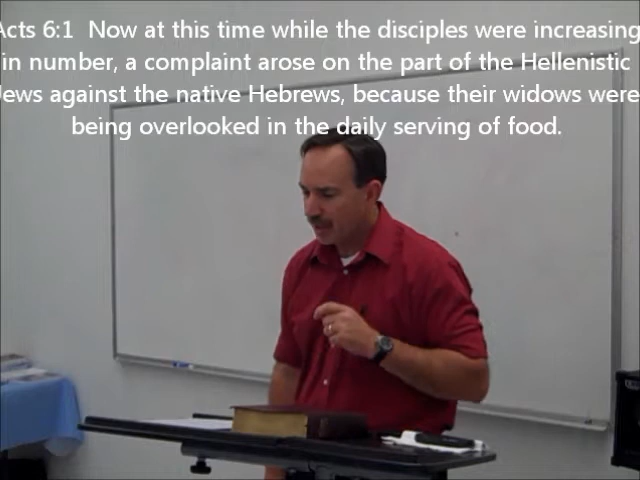 Acts 6:1 Now at this time while the disciples were increasing
in number, a complaint arose on the part of the Hellenistic
Jews against the native Hebrews, because their widows were
being overlooked in the daily serving of food.